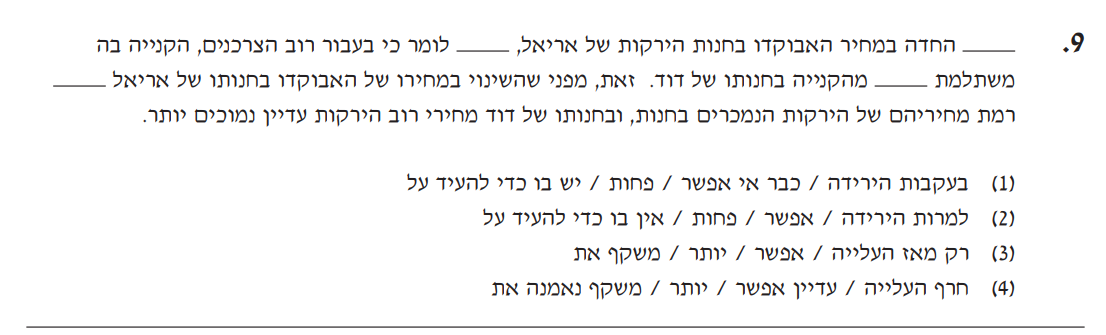 9. _____ החדה במחיר האבוקדו בחנות הירקות של אריאל, _____ לומר כי בעבור רוב הצרכנים, הקנייה בה
משתלמת _____ מהקנייה בחנותו של דוד. זאת, מפני שהשינוי במחירו של האבוקדו בחנותו של אריאל _____
רמת מחיריהם של הירקות הנמכרים בחנות, ובחנותו של דוד מחירי רוב הירקות עדיין נמוכים יותר.
(1) בעקבות הירידה / כבר אי אפשר / פחות / יש בו כדי להעיד על
(2) למרות הירידה / אפשר / פחות / אין בו כדי להעיד על
(3) רק מאז העלייה / אפשר / יותר / משקף את
(4) חרף העלייה / עדיין אפשר / יותר / משקף נאמנה את